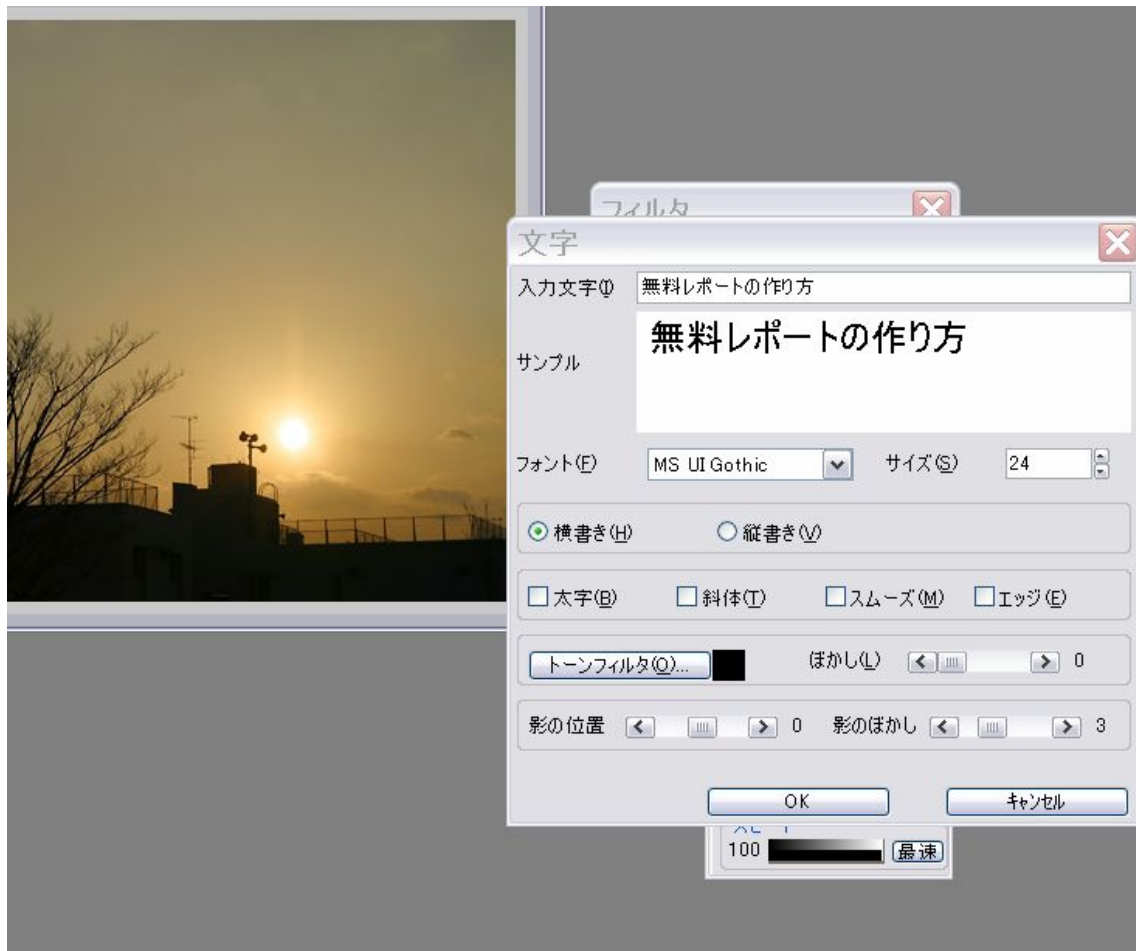 フィルタ
文字
入力文字(I) 無料レポートの作り方
サンプル 無料レポートの作り方
フォント(F) MS UI Gothic サイズ(S) 24
横書き(H) 縦書き(V)
太字(B) 斜体(T) スムーズ(M) エッジ(E)
トーンフィルタ(O)... ぼかし(L) 0
影の位置 0 影のぼかし 3
OK キャンセル
100 最速